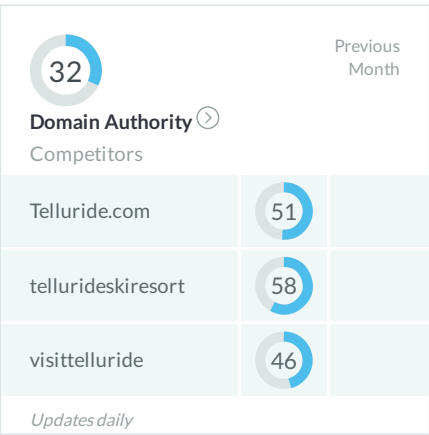 32
Previous
Month
Domain Authority
Competitors
Telluride.com 51
tellurideskiresort 58
visittelluride 46
Updates daily